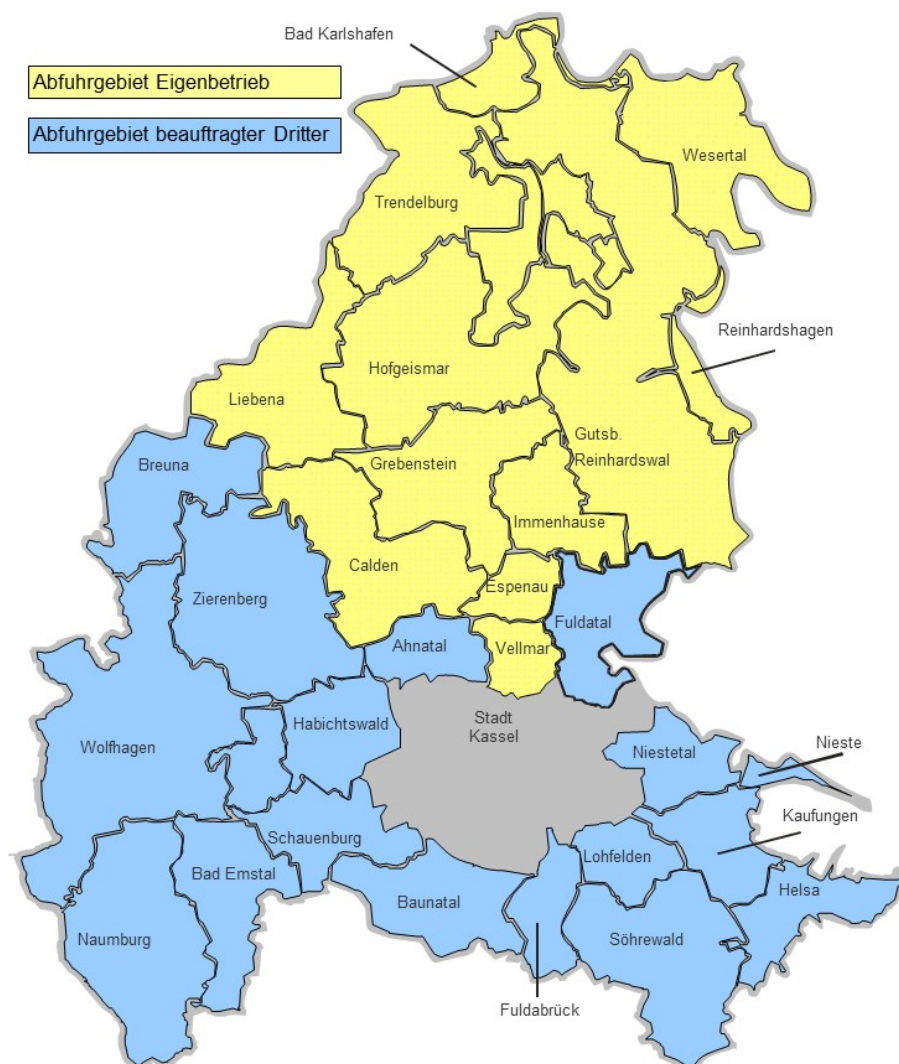 Bad Karlshafen
Abfuhrgebiet Eigenbetrieb
Abfuhrgebiet beauftragter Dritter
Wesertal
Trendelburg
Reinhardshagen
Hofgeismar
Liebena
Gutsb.
Reinhardswal
Breuna
Grebenstein
Immenhause
Calden
Espenau
Zierenberg
Fuldatal
Ahnatal
Vellmar
Stadt
Kassel
Habichtswald
Wolfhagen
Niestetal
Nieste
Kaufungen
Schauenburg
Lohfelden
Bad Emstal
Helsa
Baunatal
Naumburg
Söhrewald
Fuldabrück